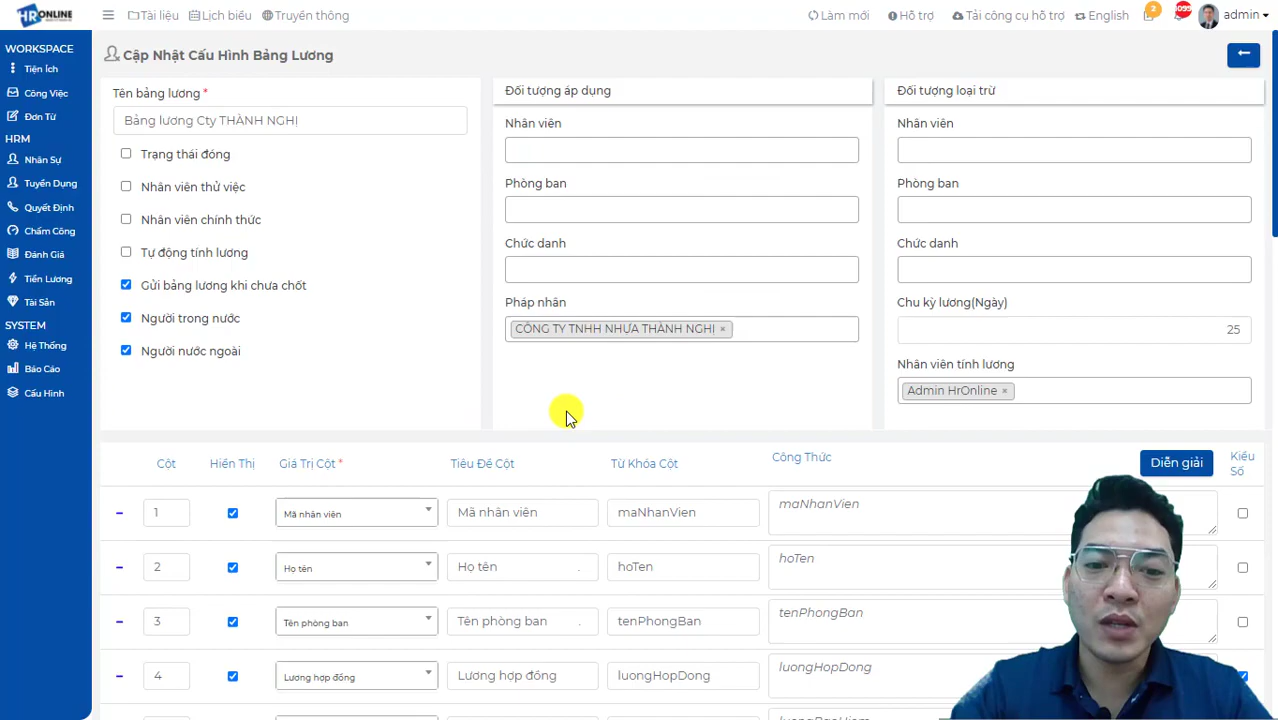 HR ONLINE
Tài liệu
Lịch biểu
Truyền thông
Làm mới
Hỗ trợ
Tải công cụ hỗ trợ
English
2
1099
admin
WORKSPACE
Tiện Ích
Công Việc
Đơn Từ
HRM
Nhân Sự
Tuyển Dụng
Quyết Định
Chấm Công
Đánh Giá
Tiền Lương
Tài Sản
SYSTEM
Hệ Thống
Báo Cáo
Cấu Hình
Cập Nhật Cấu Hình Bảng Lương
Tên bảng lương *
Bảng lương Cty THÀNH NGHỊ
Trạng thái đóng
Nhân viên thử việc
Nhân viên chính thức
Tự động tính lương
Gửi bảng lương khi chưa chốt
Người trong nước
Người nước ngoài
Đối tượng áp dụng
Nhân viên
Phòng ban
Chức danh
Pháp nhân
CÔNG TY TNHH NHỰA THÀNH NGHỊ ×
Đối tượng loại trừ
Nhân viên
Phòng ban
Chức danh
Chu kỳ lương(Ngày)
25
Nhân viên tính lương
Admin HrOnline ×
Cột Hiển Thị Giá Trị Cột * Tiêu Đề Cột Từ Khóa Cột Công Thức Diễn giải Kiểu Số
1 Mã nhân viên Mã nhân viên maNhanVien maNhanVien
2 Họ tên Họ tên hoTen hoTen
3 Tên phòng ban Tên phòng ban tenPhongBan tenPhongBan
4 Lương hợp đồng Lương hợp đồng luongHopDong luongHopDong